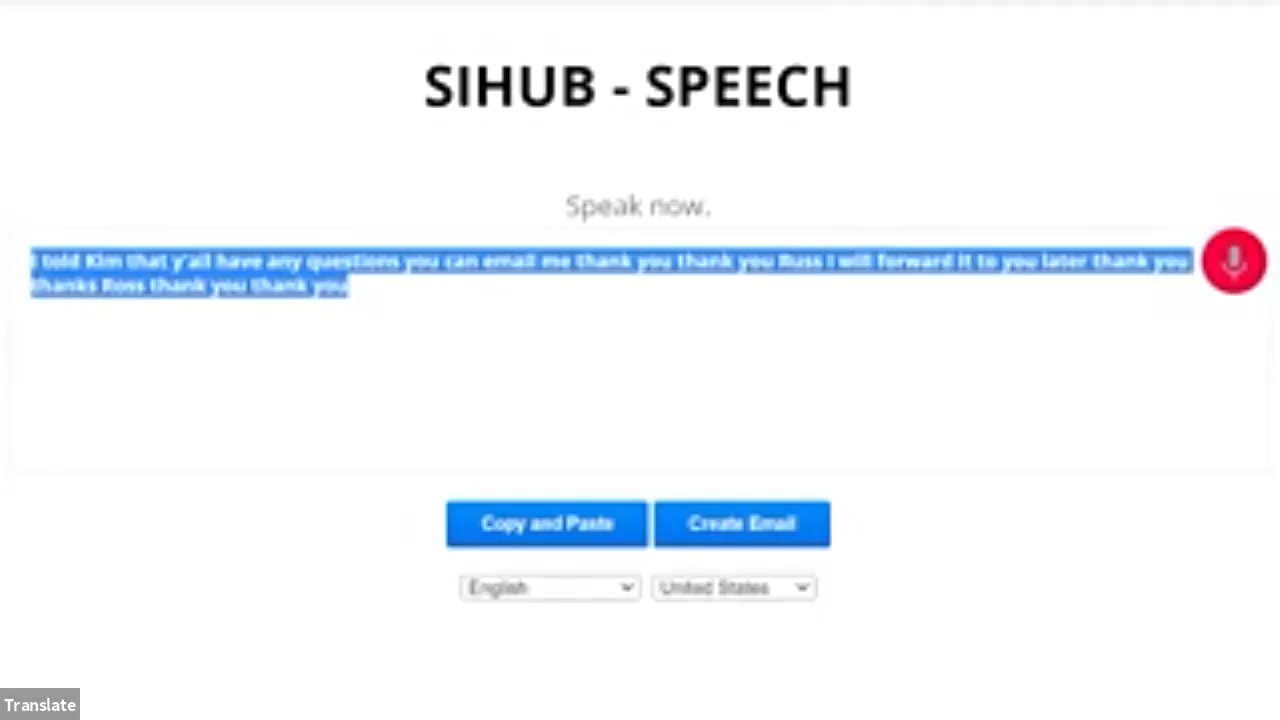 SIHUB - SPEECH
Speak now.
I told Kim that y'all have any questions you can email me thank you thank you Russ I will forward it to you later thank you
thanks Ross thank you thank you
Copy and Paste Create Email
English United States
Translate